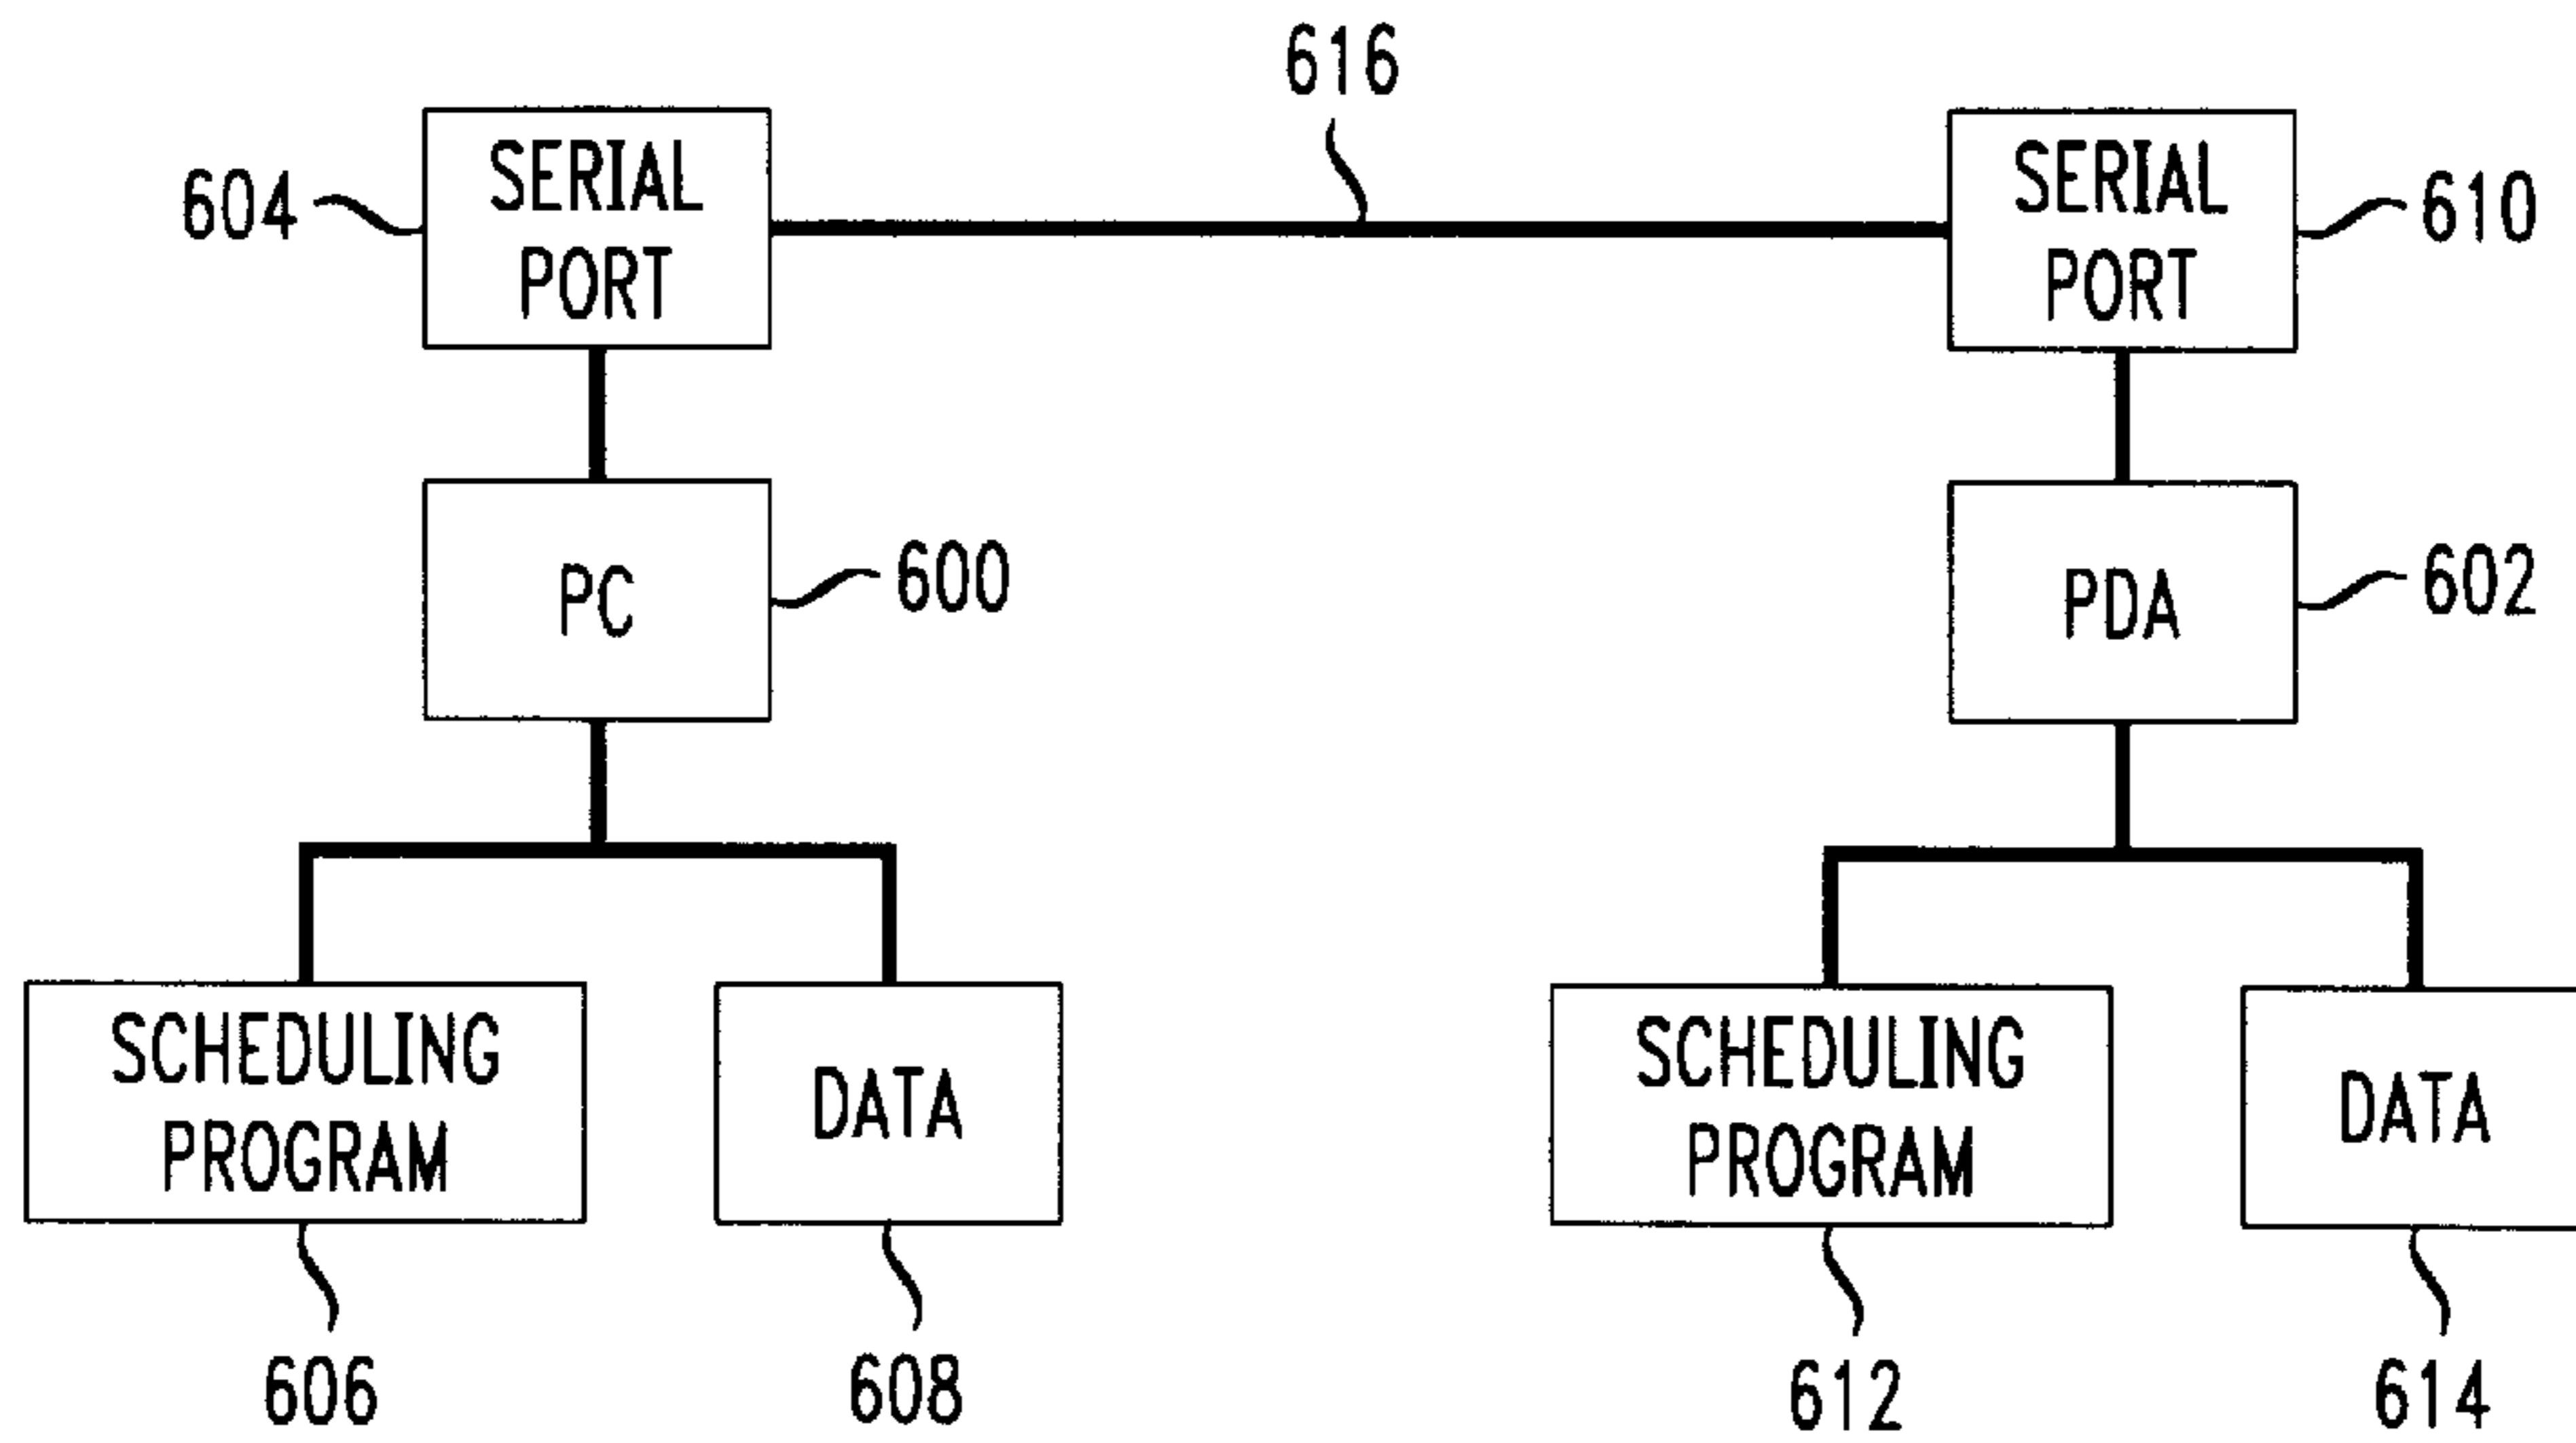 616
604
SERIAL
PORT
SERIAL
PORT
610
PC
600
PDA
602
SCHEDULING
PROGRAM
DATA
SCHEDULING
PROGRAM
DATA
606
608
612
614